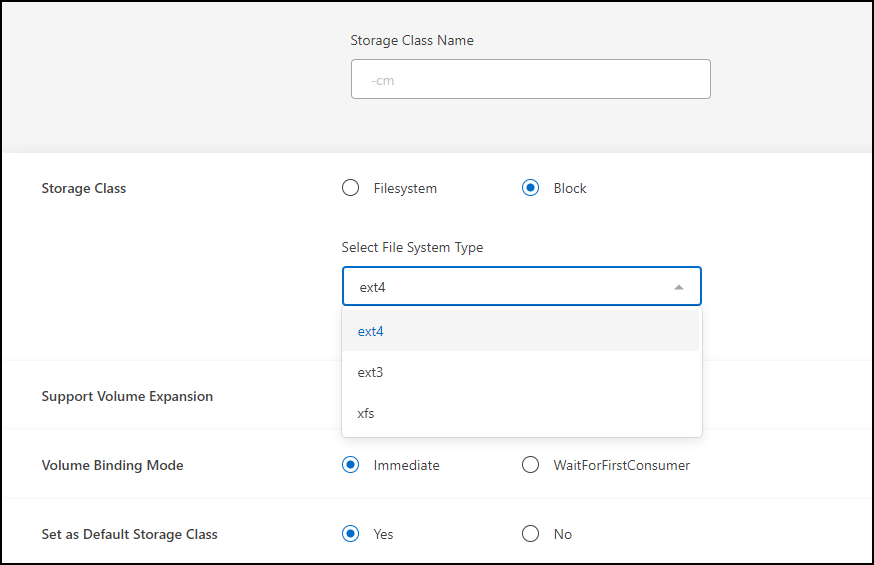 Storage Class Name
-cm
Storage Class
Filesystem
Block
Select File System Type
ext4
ext4
ext3
xfs
Support Volume Expansion
Volume Binding Mode
Immediate
WaitForFirstConsumer
Set as Default Storage Class
Yes
No